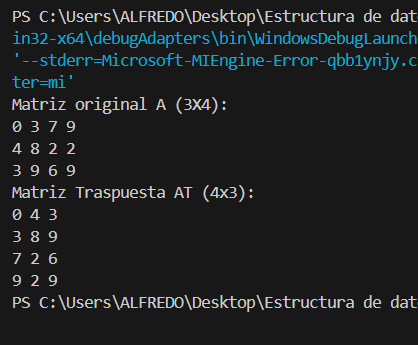 PS C:\Users\ALFREDO\Desktop\Estructura de dat
in32-x64\debugAdapters\bin\WindowsDebugLaunch
'--stderr=Microsoft-MIEngine-Error-qbb1ynjy.c
ter=mi'
Matriz original A (3X4):
0 3 7 9
4 8 2 2
3 9 6 9
Matriz Traspuesta AT (4x3):
0 4 3
3 8 9
7 2 6
9 2 9
PS C:\Users\ALFREDO\Desktop\Estructura de dat